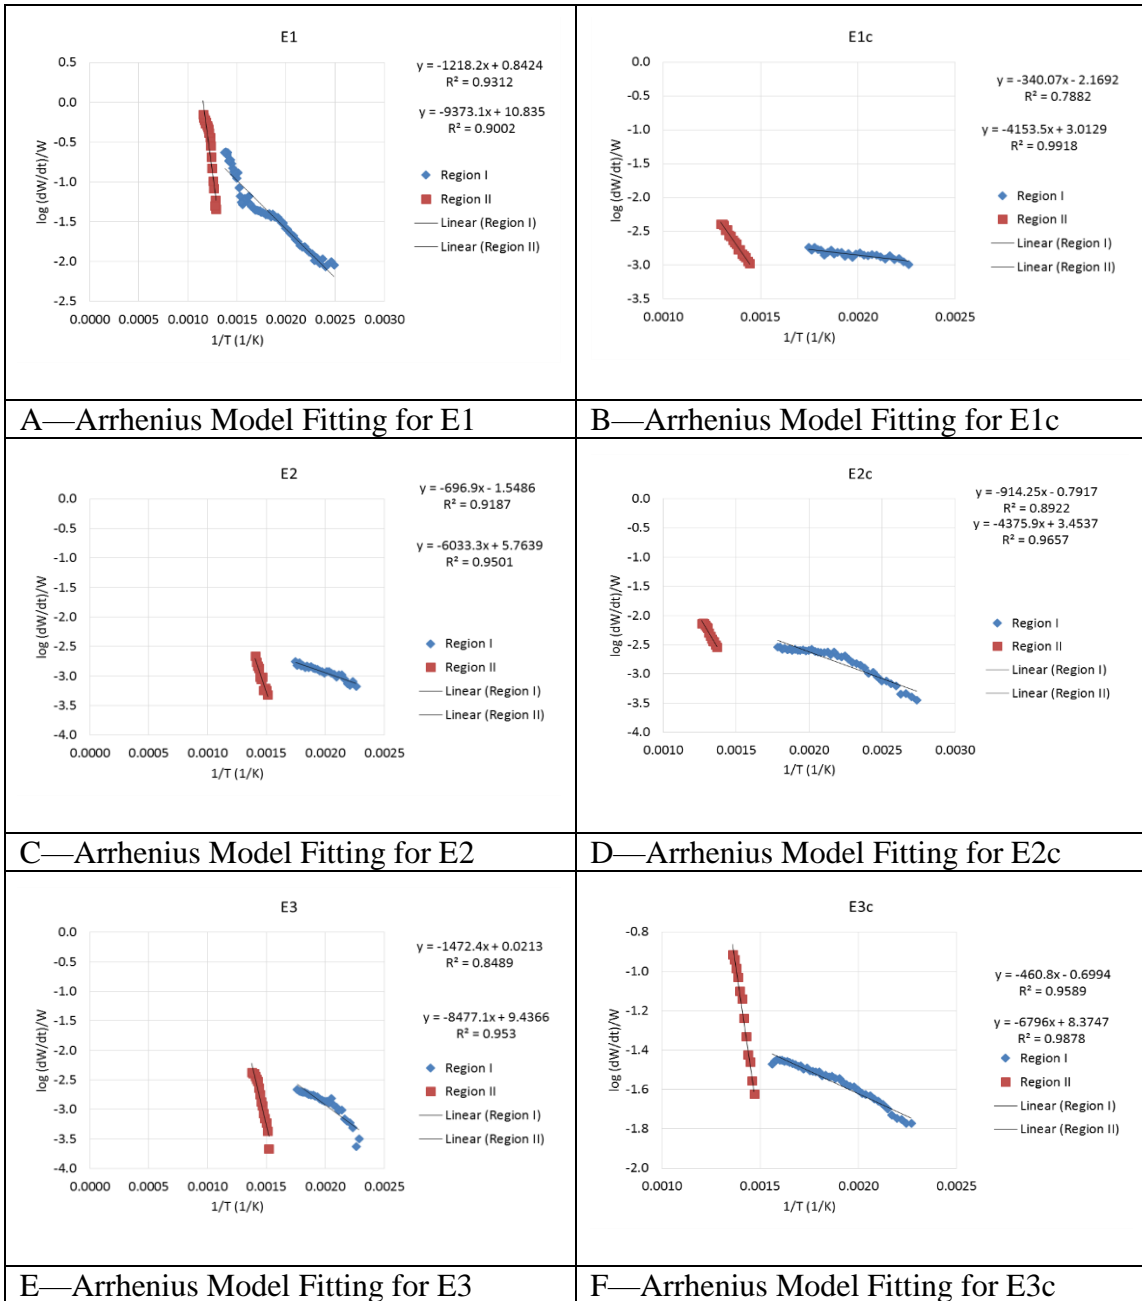 E1
y = -1218.2x + 0.8424
R² = 0.9312
y = -9373.1x + 10.835
R² = 0.9002
0.5
0.0
-0.5
-1.0
-1.5
-2.0
-2.5
log (dW/dt)/W
0.0000 0.0005 0.0010 0.0015 0.0020 0.0025 0.0030
1/T (1/K)
Region I
Region II
Linear (Region I)
Linear (Region II)
A—Arrhenius Model Fitting for E1
E1c
y = -340.07x - 2.1692
R² = 0.7882
y = -4153.5x + 3.0129
R² = 0.9918
0.0
-0.5
-1.0
-1.5
-2.0
-2.5
-3.0
-3.5
log (dW/dt)/W
0.0010 0.0015 0.0020 0.0025
1/T (1/K)
Region I
Region II
Linear (Region I)
Linear (Region II)
B—Arrhenius Model Fitting for E1c
E2
y = -696.9x - 1.5486
R² = 0.9187
y = -6033.3x + 5.7639
R² = 0.9501
0.0
-0.5
-1.0
-1.5
-2.0
-2.5
-3.0
-3.5
-4.0
log (dW/dt)/W
0.0000 0.0005 0.0010 0.0015 0.0020 0.0025
1/T (1/K)
Region I
Region II
Linear (Region I)
Linear (Region II)
C—Arrhenius Model Fitting for E2
E2c
y = -914.25x - 0.7917
R² = 0.8922
y = -4375.9x + 3.4537
R² = 0.9657
0.0
-0.5
-1.0
-1.5
-2.0
-2.5
-3.0
-3.5
-4.0
log (dW/dt)/W
0.0010 0.0015 0.0020 0.0025 0.0030
1/T (1/K)
Region I
Region II
Linear (Region I)
Linear (Region II)
D—Arrhenius Model Fitting for E2c
E3
y = -1472.4x + 0.0213
R² = 0.8489
y = -8477.1x + 9.4366
R² = 0.953
0.0
-0.5
-1.0
-1.5
-2.0
-2.5
-3.0
-3.5
-4.0
log (dW/dt)/W
0.0000 0.0005 0.0010 0.0015 0.0020 0.0025
1/T (1/K)
Region I
Region II
Linear (Region I)
Linear (Region II)
E—Arrhenius Model Fitting for E3
E3c
y = -460.8x - 0.6994
R² = 0.9589
y = -6796x + 8.3747
R² = 0.9878
-0.8
-1.0
-1.2
-1.4
-1.6
-1.8
-2.0
log (dW/dt)/W
0.0010 0.0015 0.0020 0.0025
1/T (1/K)
Region I
Region II
Linear (Region I)
Linear (Region II)
F—Arrhenius Model Fitting for E3c